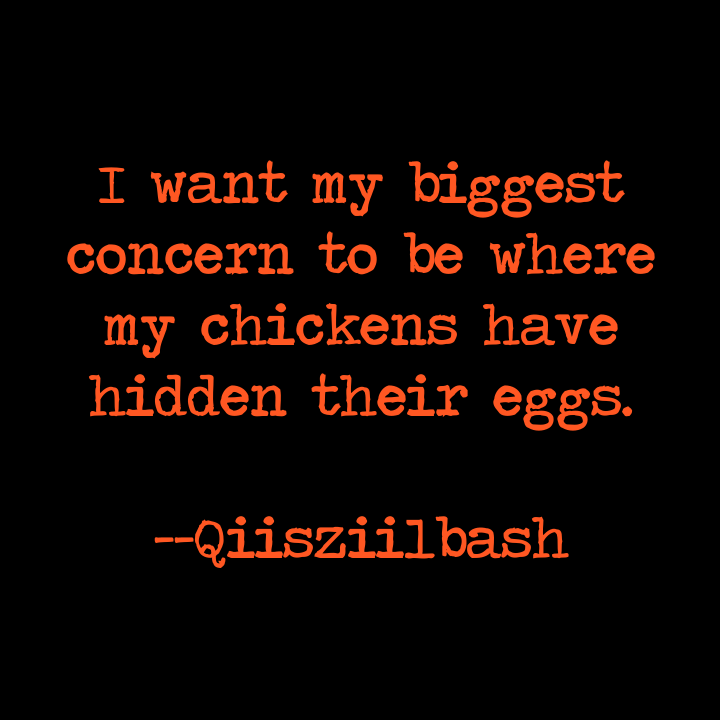 I want my biggest
concern to be where
my chickens have
hidden their eggs.
--Qiisziilbash